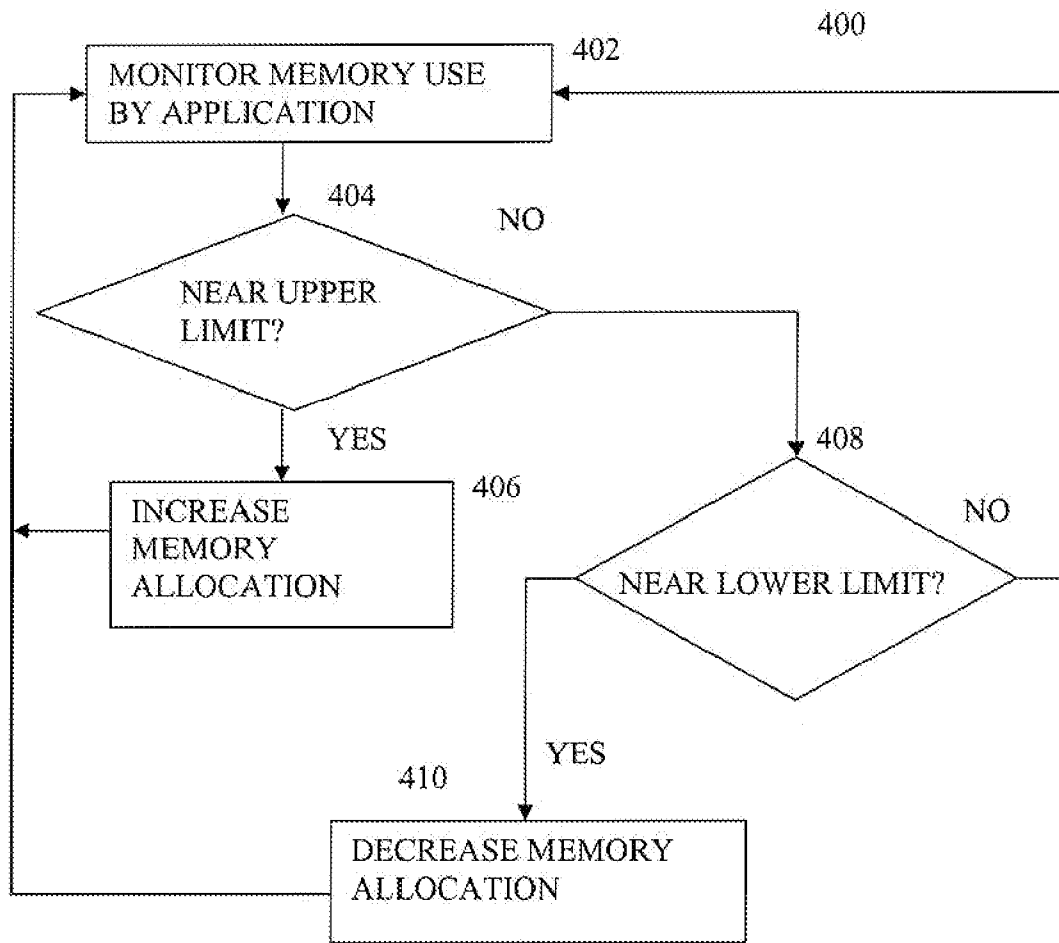 400
402
MONITOR MEMORY USE
BY APPLICATION
404
NO
NEAR UPPER
LIMIT?
YES
408
406
INCREASE
MEMORY
ALLOCATION
NO
NEAR LOWER LIMIT?
YES
410
DECREASE MEMORY
ALLOCATION